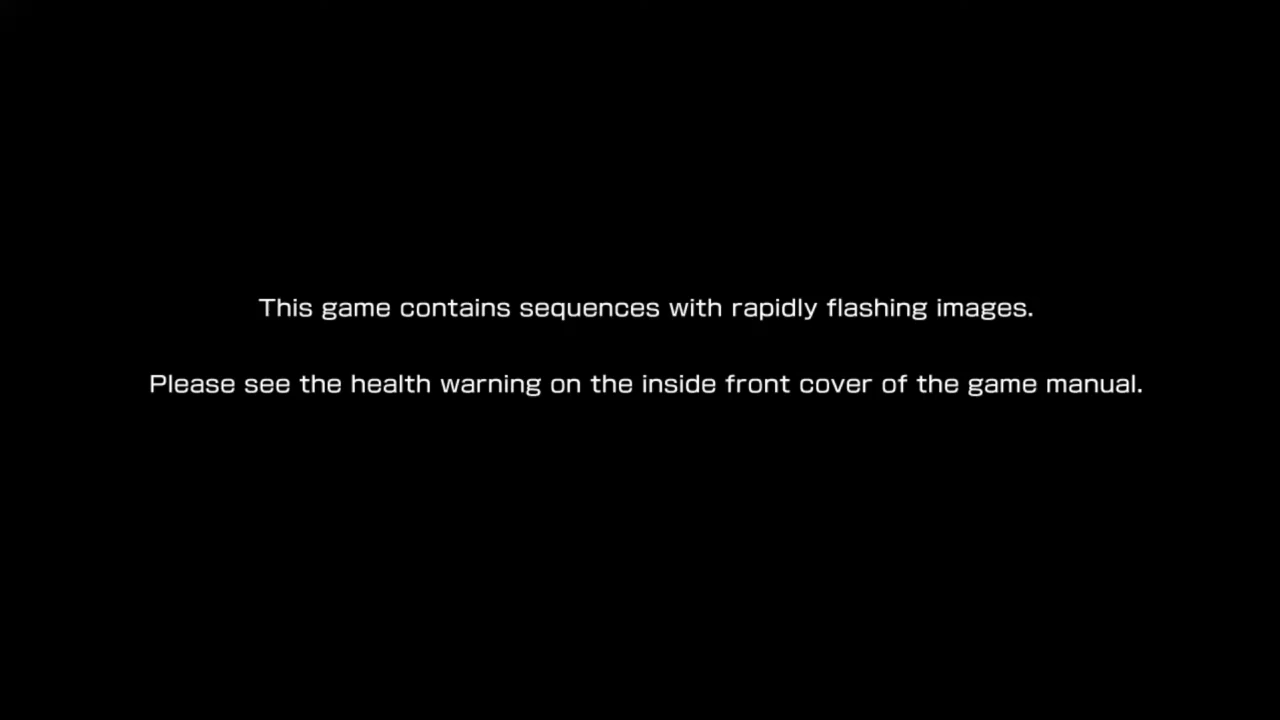 This game contains sequences with rapidly flashing images.
Please see the health warning on the inside front cover of the game manual.